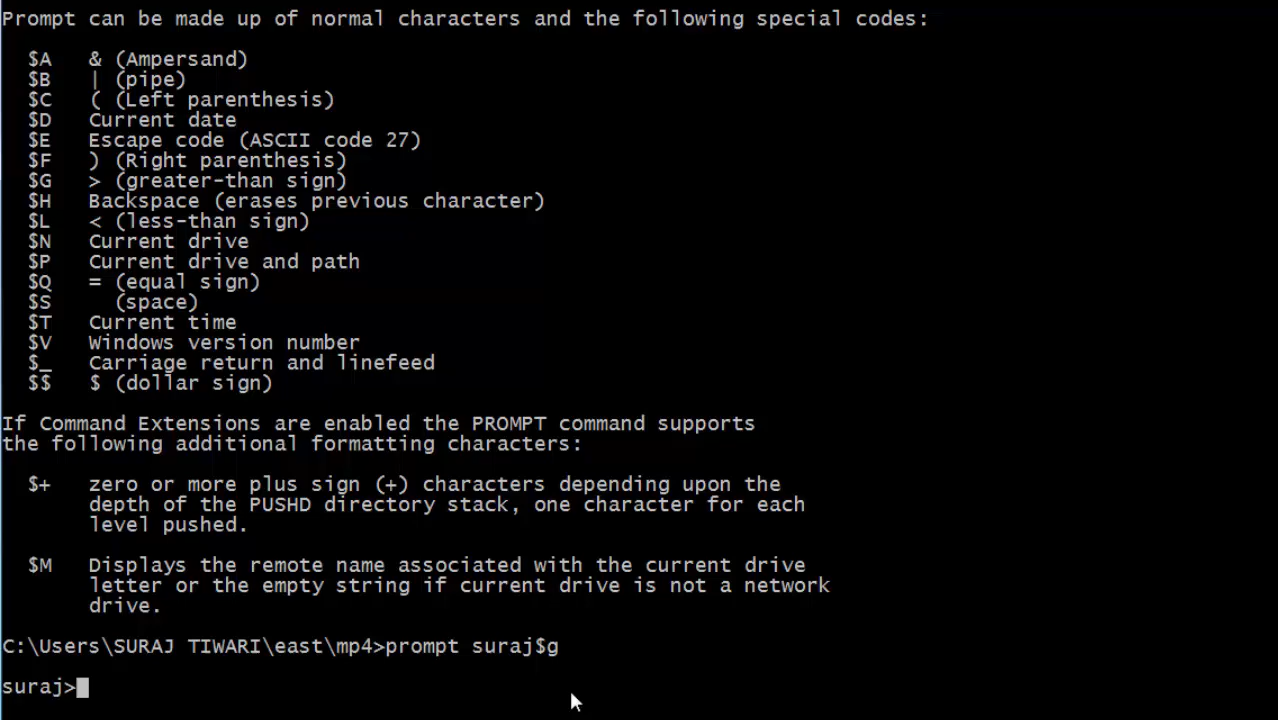 Prompt can be made up of normal characters and the following special codes:
$A & (Ampersand)
$B | (pipe)
$C ( (Left parenthesis)
$D Current date
$E Escape code (ASCII code 27)
$F ) (Right parenthesis)
$G > (greater-than sign)
$H Backspace (erases previous character)
$L < (less-than sign)
$N Current drive
$P Current drive and path
$Q = (equal sign)
$S (space)
$T Current time
$V Windows version number
$_ Carriage return and linefeed
$$ $ (dollar sign)
If Command Extensions are enabled the PROMPT command supports
the following additional formatting characters:
$+ zero or more plus sign (+) characters depending upon the
depth of the PUSHD directory stack, one character for each
level pushed.
$M Displays the remote name associated with the current drive
letter or the empty string if current drive is not a network
drive.
C:\Users\SURAJ TIWARI\east\mp4>prompt suraj$g
suraj>